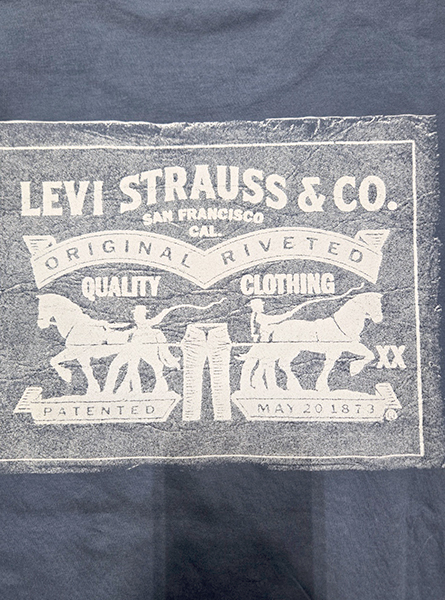 LEVI STRAUSS & CO.
SAN FRANCISCO
CAL.
ORIGINAL RIVETED
QUALITY CLOTHING
XX
PATENTED MAY 20 1873 ®